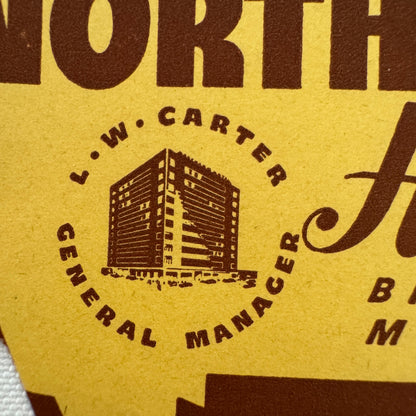 NORTH
L. W. CARTER
GENERAL MANAGER